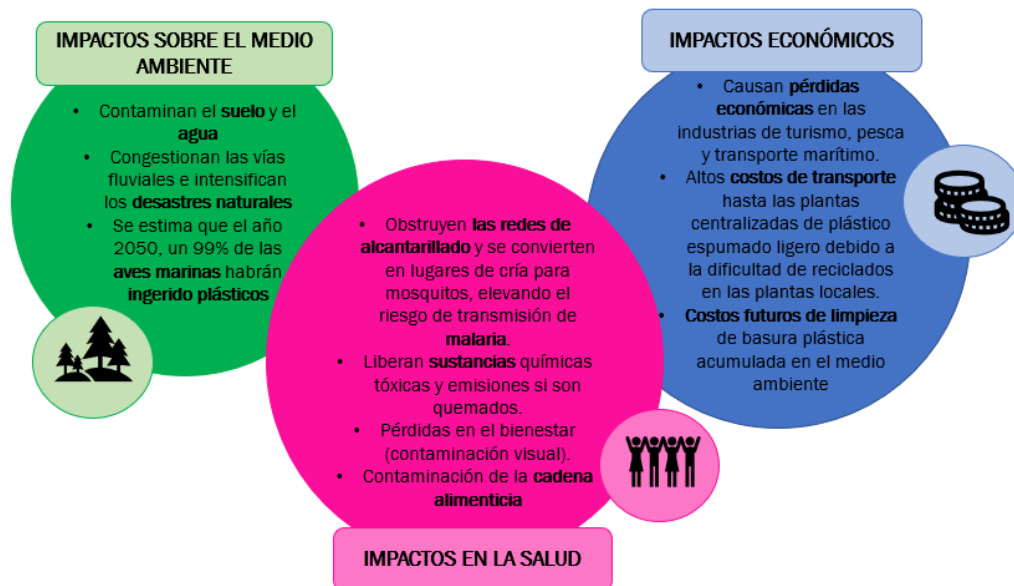 IMPACTOS SOBRE EL MEDIO
AMBIENTE
• Contaminan el suelo y el
agua
• Congestionan las vías
fluviales e intensifican
los desastres naturales
• Se estima que el año
2050, un 99% de las
aves marinas habrán
ingerido plásticos
• Obstruyen las redes de
alcantarillado y se convierten
en lugares de cría para
mosquitos, elevando el
riesgo de transmisión de
malaria.
• Liberan sustancias químicas
tóxicas y emisiones si son
quemados.
• Pérdidas en el bienestar
(contaminación visual).
• Contaminación de la cadena
alimenticia
IMPACTOS EN LA SALUD
IMPACTOS ECONÓMICOS
• Causan pérdidas
económicas en las
industrias de turismo, pesca
y transporte marítimo.
• Altos costos de transporte
hasta las plantas
centralizadas de plástico
espumado ligero debido a
la dificultad de reciclados
en las plantas locales.
• Costos futuros de limpieza
de basura plástica
acumulada en el medio
ambiente